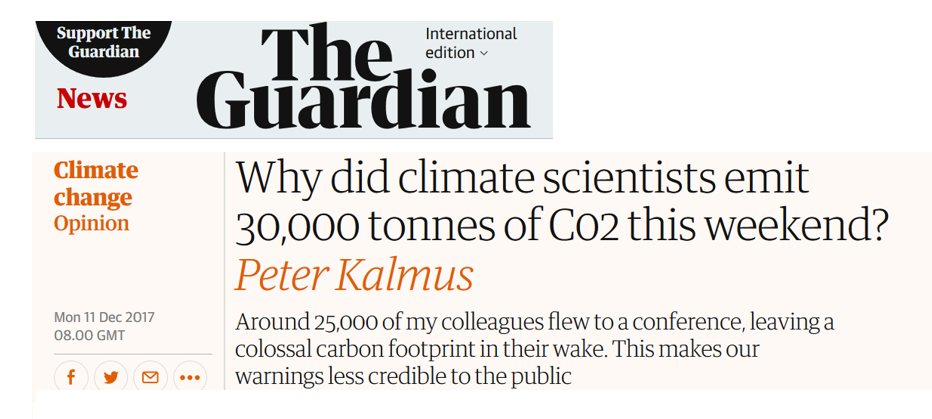 Support The
Guardian
News
The
Guardian
International
edition
Climate
change
Opinion
Why did climate scientists emit
30,000 tonnes of C02 this weekend?
Peter Kalmus
Mon 11 Dec 2017
08.00 GMT
Around 25,000 of my colleagues flew to a conference, leaving a
colossal carbon footprint in their wake. This makes our
warnings less credible to the public